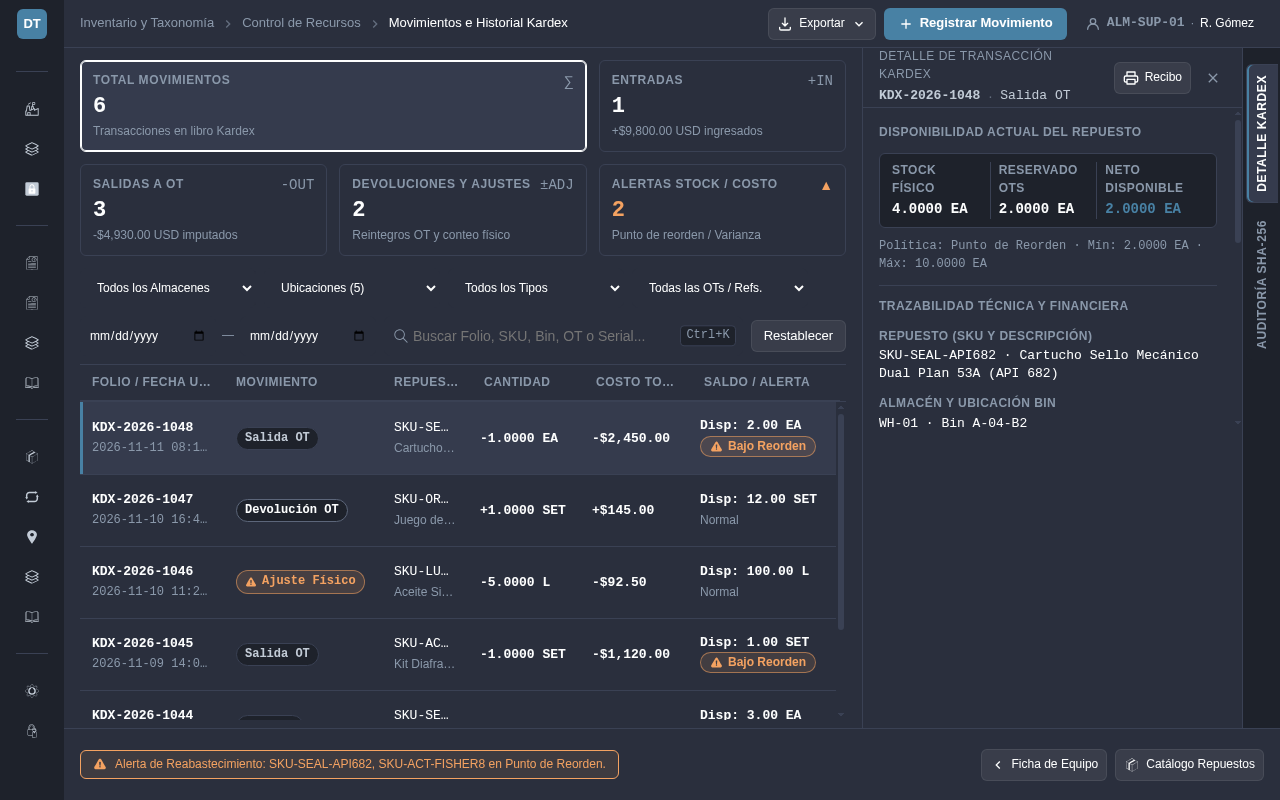 DT
Inventario y Taxonomía
Control de Recursos
Movimientos e Historial Kardex
Exportar
Registrar Movimiento
ALM-SUP-01 · R. Gómez
TOTAL MOVIMIENTOS
∑
6
Transacciones en libro Kardex
ENTRADAS
+IN
1
+$9,800.00 USD ingresados
SALIDAS A OT
-OUT
3
-$4,930.00 USD imputados
DEVOLUCIONES Y AJUSTES
±ADJ
2
Reintegros OT y conteo físico
ALERTAS STOCK / COSTO
▲
2
Punto de reorden / Varianza
Todos los Almacenes
Ubicaciones (5)
Todos los Tipos
Todas las OTs / Refs.
mm/dd/yyyy
—
mm/dd/yyyy
Buscar Folio, SKU, Bin, OT o Serial...
Ctrl+K
Restablecer
FOLIO / FECHA U…
MOVIMIENTO
REPUES…
CANTIDAD
COSTO TO…
SALDO / ALERTA
KDX-2026-1048
2026-11-11 08:1…
Salida OT
SKU-SE…
Cartucho…
-1.0000 EA
-$2,450.00
Disp: 2.00 EA
Bajo Reorden
KDX-2026-1047
2026-11-10 16:4…
Devolución OT
SKU-OR…
Juego de…
+1.0000 SET
+$145.00
Disp: 12.00 SET
Normal
KDX-2026-1046
2026-11-10 11:2…
Ajuste Físico
SKU-LU…
Aceite Si…
-5.0000 L
-$92.50
Disp: 100.00 L
Normal
KDX-2026-1045
2026-11-09 14:0…
Salida OT
SKU-AC…
Kit Diafra…
-1.0000 SET
-$1,120.00
Disp: 1.00 SET
Bajo Reorden
KDX-2026-1044
SKU-SE…
Disp: 3.00 EA
DETALLE DE TRANSACCIÓN
KARDEX
KDX-2026-1048 · Salida OT
Recibo
DISPONIBILIDAD ACTUAL DEL REPUESTO
STOCK
FÍSICO
4.0000 EA
RESERVADO
OTS
2.0000 EA
NETO
DISPONIBLE
2.0000 EA
Política: Punto de Reorden · Mín: 2.0000 EA ·
Máx: 10.0000 EA
TRAZABILIDAD TÉCNICA Y FINANCIERA
REPUESTO (SKU Y DESCRIPCIÓN)
SKU-SEAL-API682 · Cartucho Sello Mecánico
Dual Plan 53A (API 682)
ALMACÉN Y UBICACIÓN BIN
WH-01 · Bin A-04-B2
DETALLE KARDEX
AUDITORÍA SHA-256
Alerta de Reabastecimiento: SKU-SEAL-API682, SKU-ACT-FISHER8 en Punto de Reorden.
Ficha de Equipo
Catálogo Repuestos